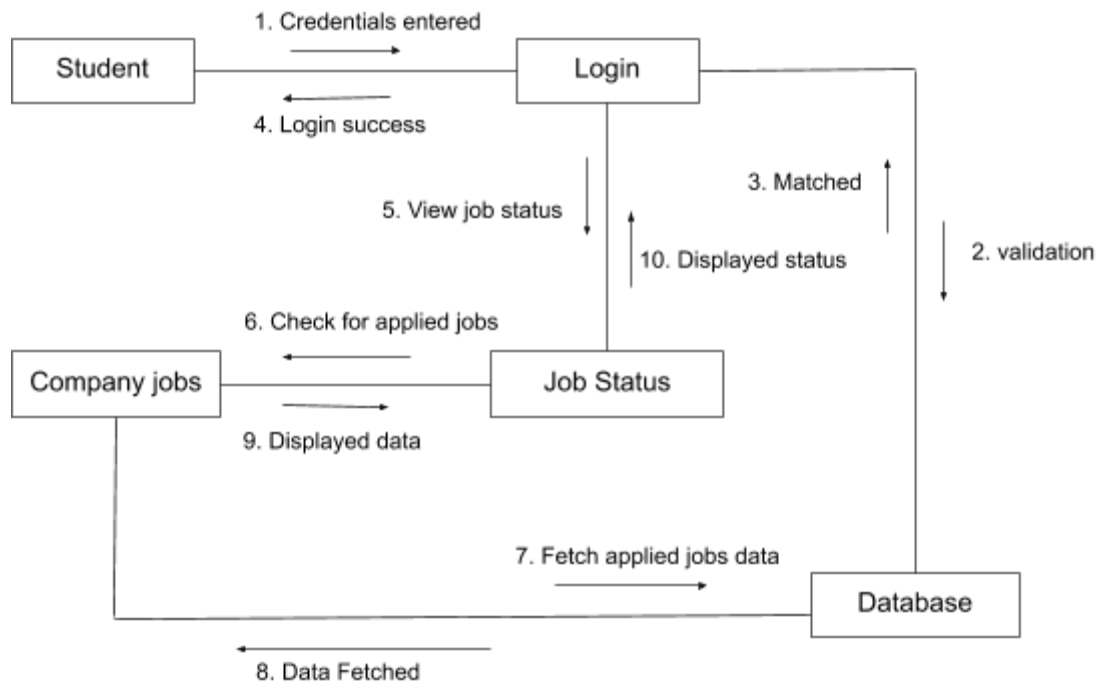 1. Credentials entered
Student
Login
4. Login success
3. Matched
5. View job status
2. validation
10. Displayed status
6. Check for applied jobs
Company jobs
Job Status
9. Displayed data
7. Fetch applied jobs data
Database
8. Data Fetched